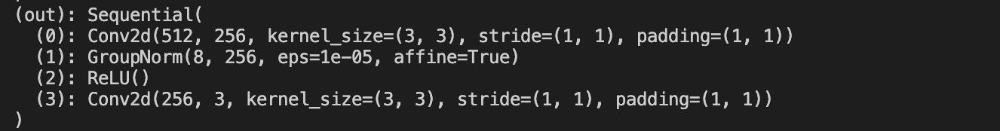 (out): Sequential(
  (0): Conv2d(512, 256, kernel_size=(3, 3), stride=(1, 1), padding=(1, 1))
  (1): GroupNorm(8, 256, eps=1e-05, affine=True)
  (2): ReLU()
  (3): Conv2d(256, 3, kernel_size=(3, 3), stride=(1, 1), padding=(1, 1))
)